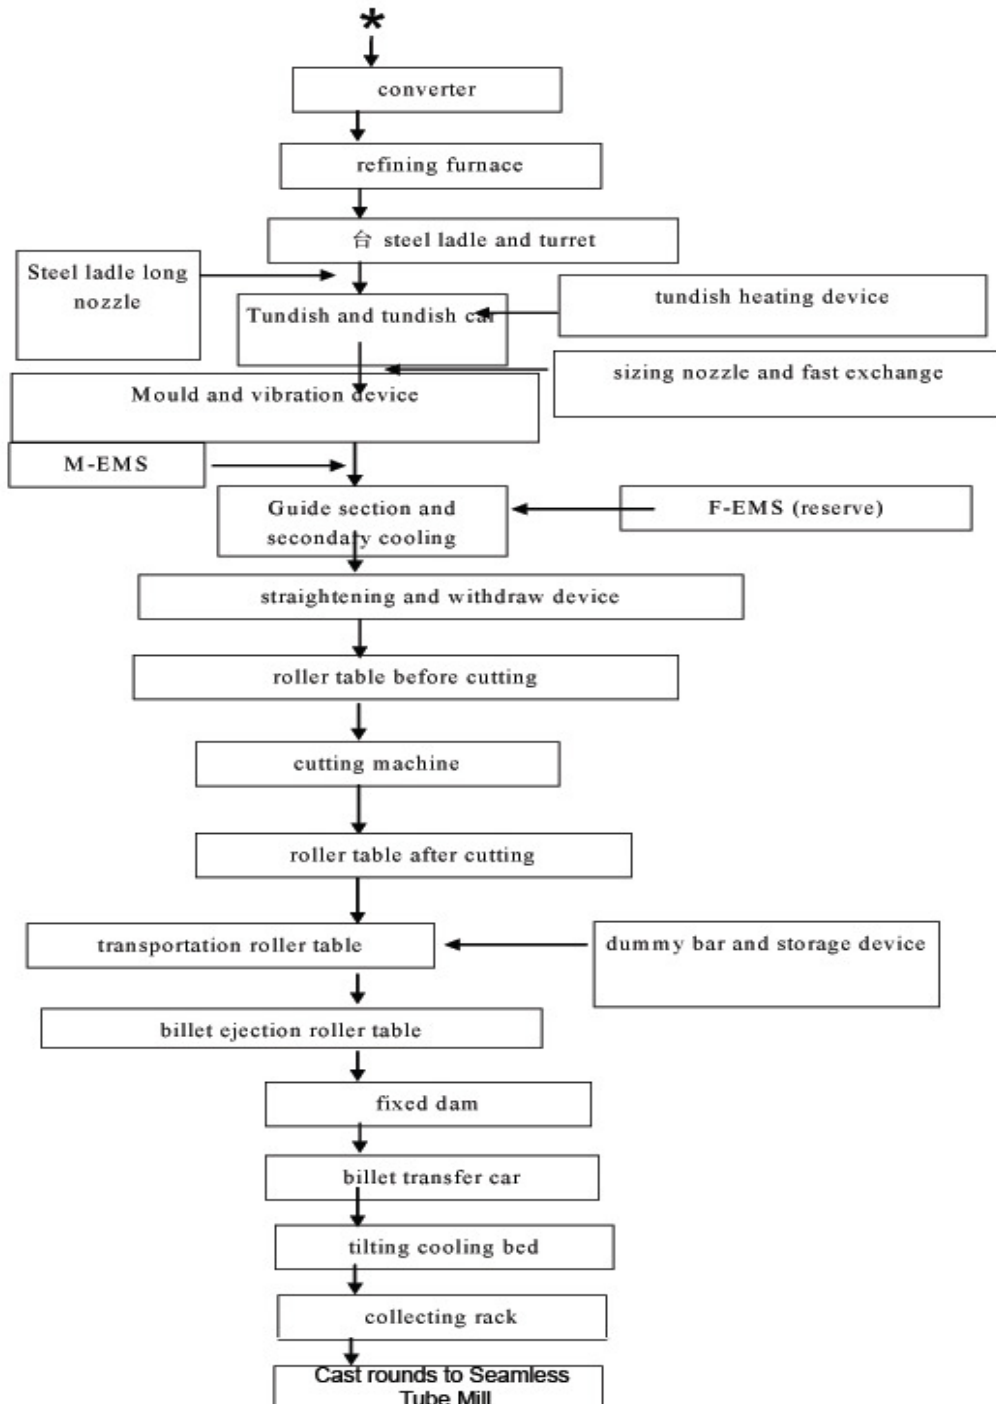 *
converter
refining furnace
台 steel ladle and turret
Steel ladle long
nozzle
Tundish and tundish car
tundish heating device
sizing nozzle and fast exchange
Mould and vibration device
M-EMS
Guide section and
secondary cooling
F-EMS (reserve)
straightening and withdraw device
roller table before cutting
cutting machine
roller table after cutting
transportation roller table
dummy bar and storage device
billet ejection roller table
fixed dam
billet transfer car
tilting cooling bed
collecting rack
Cast rounds to Seamless
Tube Mill